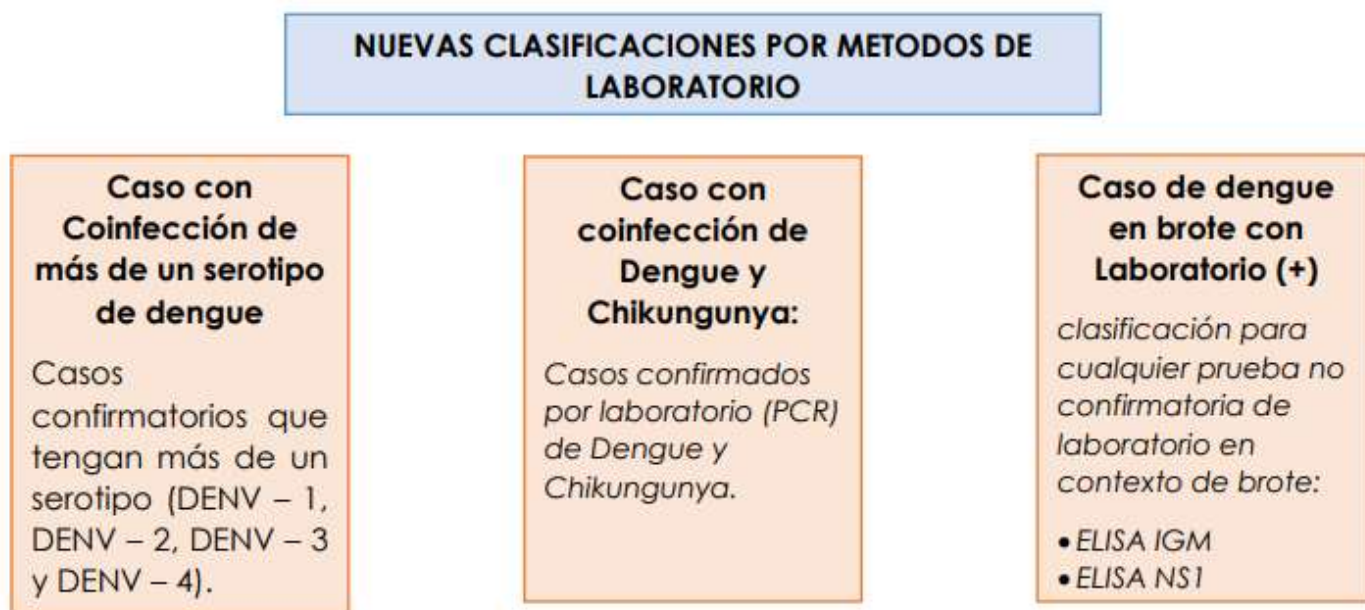 NUEVAS CLASIFICACIONES POR METODOS DE
LABORATORIO
Caso con
Coinfección de
más de un serotipo
de dengue
Casos
confirmatorios que
tengan más de un
serotipo (DENV – 1,
DENV – 2, DENV – 3
y DENV – 4).
Caso con
coinfección de
Dengue y
Chikungunya:
Casos confirmados
por laboratorio (PCR)
de Dengue y
Chikungunya.
Caso de dengue
en brote con
Laboratorio (+)
clasificación para
cualquier prueba no
confirmatoria de
laboratorio en
contexto de brote:
• ELISA IGM
• ELISA NS1